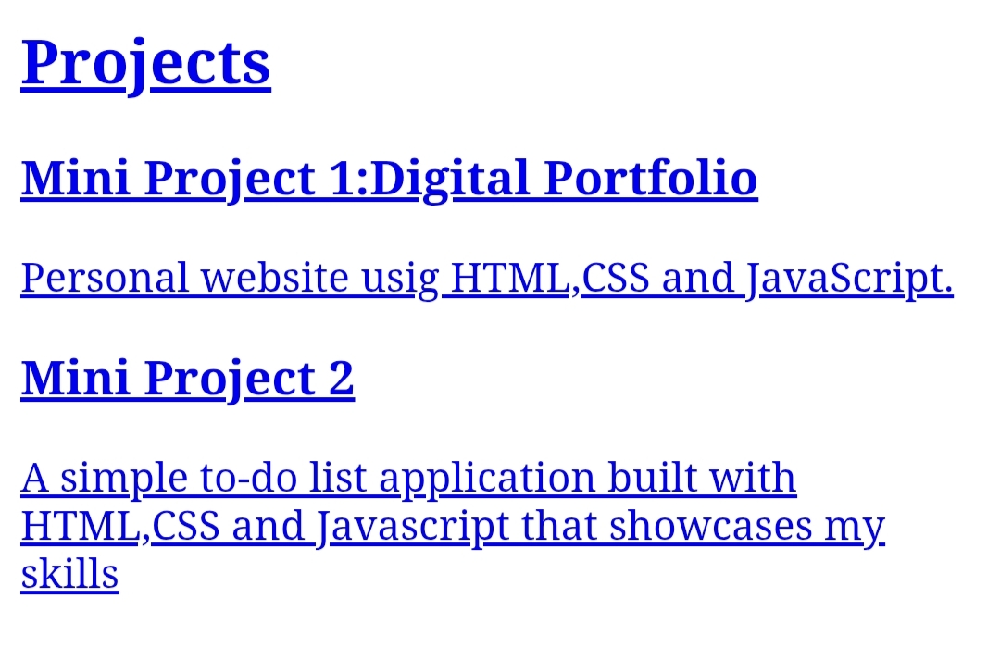 Projects
Mini Project 1:Digital Portfolio
Personal website usig HTML,CSS and JavaScript.
Mini Project 2
A simple to-do list application built with
HTML,CSS and Javascript that showcases my
skills